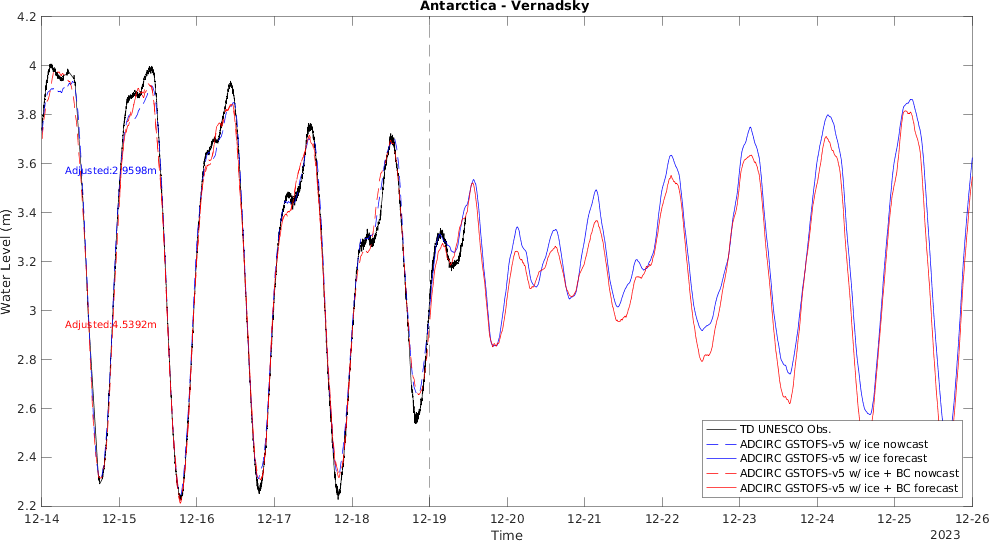 Antarctica - Vernadsky
4.2
4
3.8
3.6
3.4
3.2
3
2.8
2.6
2.4
2.2
Water Level (m)
Adjusted:2.9598m
Adjusted:4.5392m
TD UNESCO Obs.
ADCIRC GSTOFS-v5 w/ ice nowcast
ADCIRC GSTOFS-v5 w/ ice forecast
ADCIRC GSTOFS-v5 w/ ice + BC nowcast
ADCIRC GSTOFS-v5 w/ ice + BC forecast
12-14 12-15 12-16 12-17 12-18 12-19 12-20 12-21 12-22 12-23 12-24 12-25 12-26
Time
2023